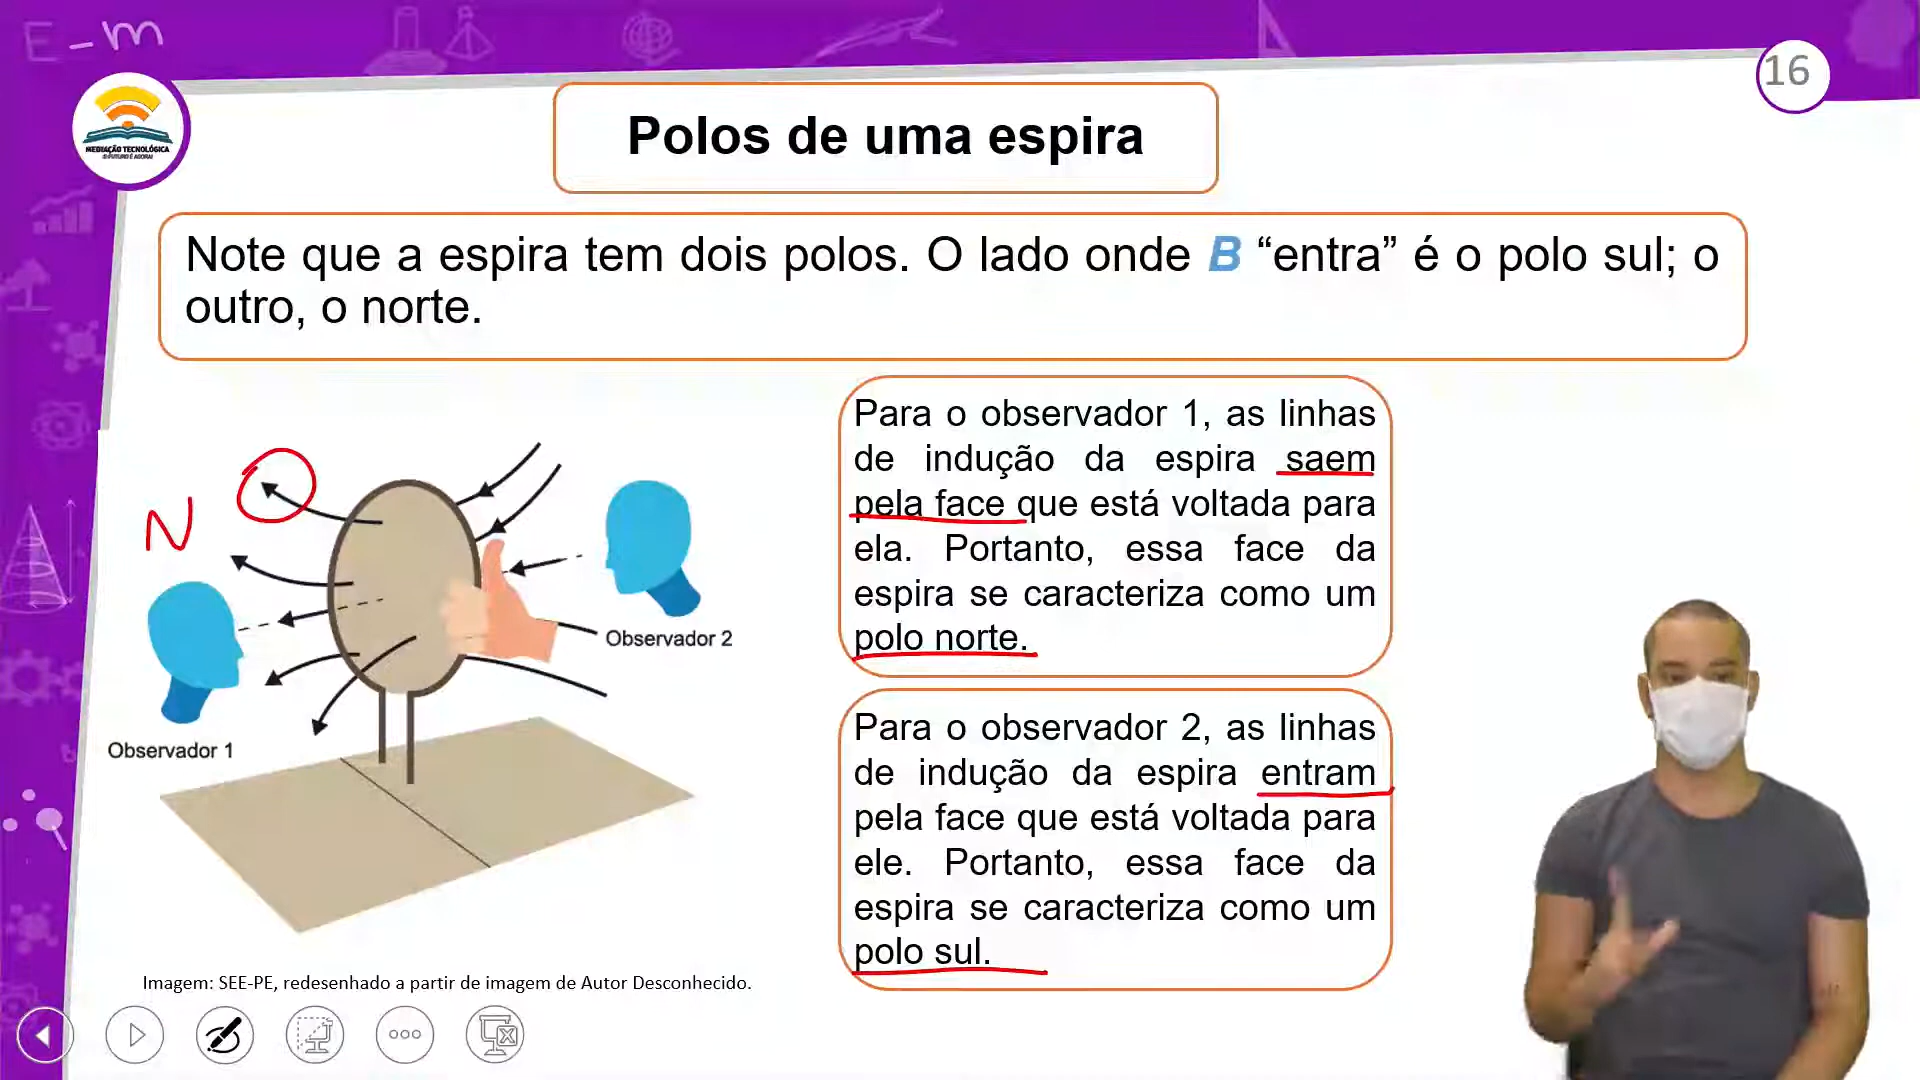 E-m
16
MEDIAÇÃO TECNOLÓGICA
O FUTURO É AGORA!
Polos de uma espira
Note que a espira tem dois polos. O lado onde B “entra” é o polo sul; o
outro, o norte.
Para o observador 1, as linhas
de indução da espira saem
pela face que está voltada para
ela. Portanto, essa face da
espira se caracteriza como um
polo norte.
N
Observador 2
Observador 1
Para o observador 2, as linhas
de indução da espira entram
pela face que está voltada para
ele. Portanto, essa face da
espira se caracteriza como um
polo sul.
Imagem: SEE-PE, redesenhado a partir de imagem de Autor Desconhecido.